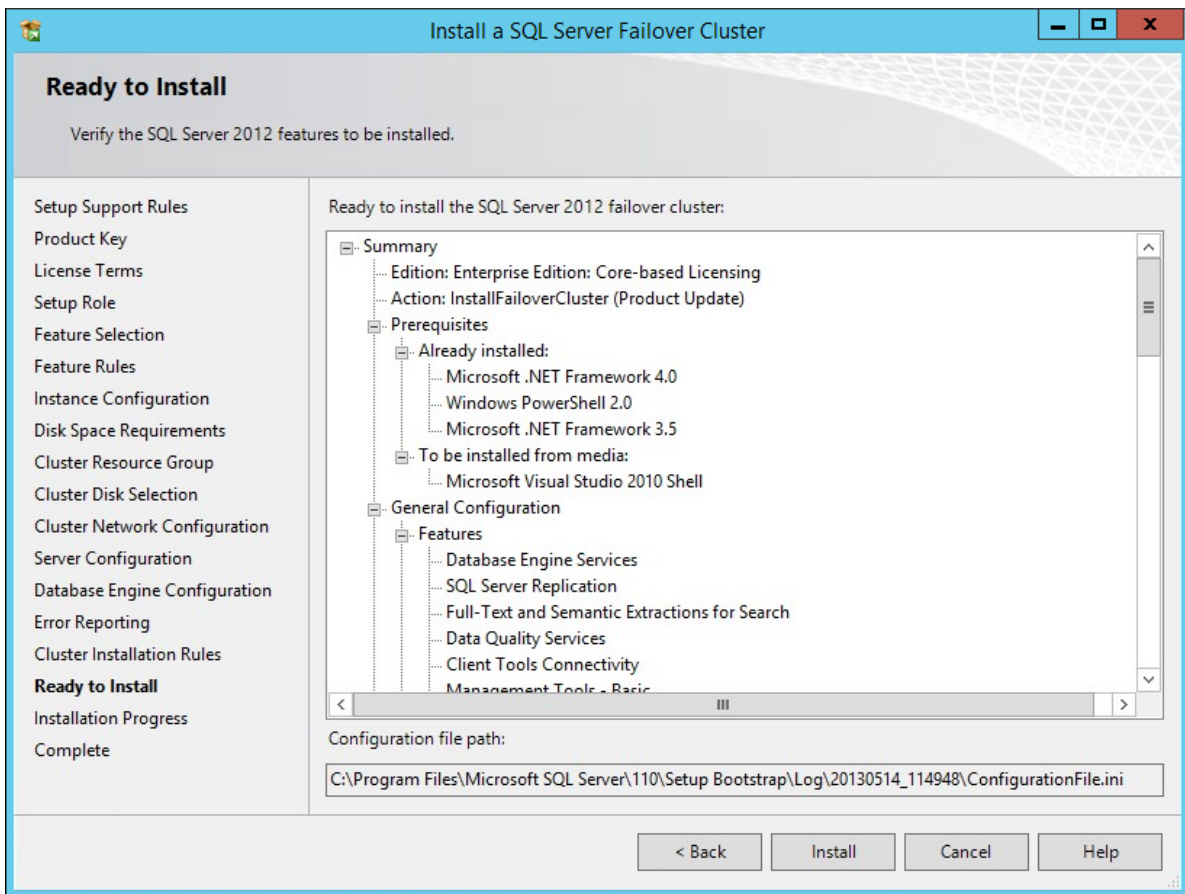 Install a SQL Server Failover Cluster
Ready to Install
Verify the SQL Server 2012 features to be installed.
Setup Support Rules
Product Key
License Terms
Setup Role
Feature Selection
Feature Rules
Instance Configuration
Disk Space Requirements
Cluster Resource Group
Cluster Disk Selection
Cluster Network Configuration
Server Configuration
Database Engine Configuration
Error Reporting
Cluster Installation Rules
Ready to Install
Installation Progress
Complete
Ready to install the SQL Server 2012 failover cluster:
Summary
Edition: Enterprise Edition: Core-based Licensing
Action: InstallFailoverCluster (Product Update)
Prerequisites
Already installed:
Microsoft .NET Framework 4.0
Windows PowerShell 2.0
Microsoft .NET Framework 3.5
To be installed from media:
Microsoft Visual Studio 2010 Shell
General Configuration
Features
Database Engine Services
SQL Server Replication
Full-Text and Semantic Extractions for Search
Data Quality Services
Client Tools Connectivity
Management Tools - Basic
Configuration file path:
C:\Program Files\Microsoft SQL Server\110\Setup Bootstrap\Log\20130514_114948\ConfigurationFile.ini
< Back
Install
Cancel
Help